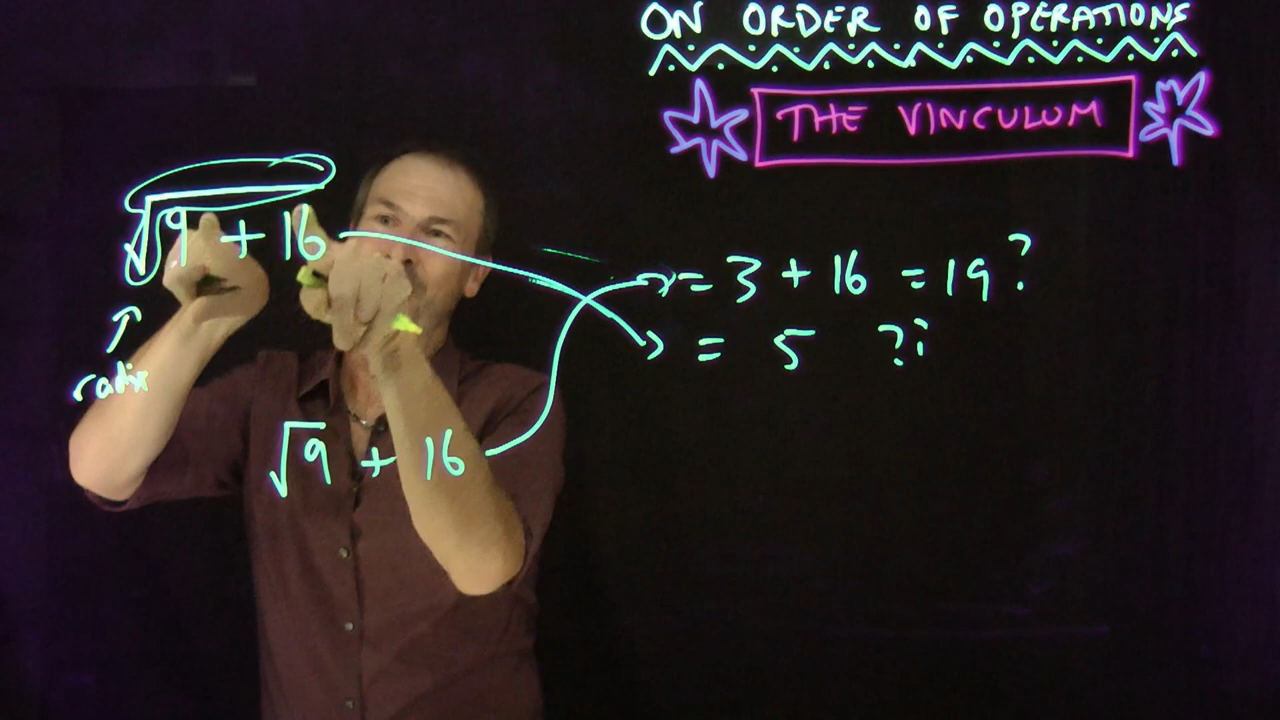 ON ORDER OF OPERATIONS
THE VINCULUM
√9 + 16
= 3 + 16 = 19 ?
= 5 ?¡
radix
√9 + 16